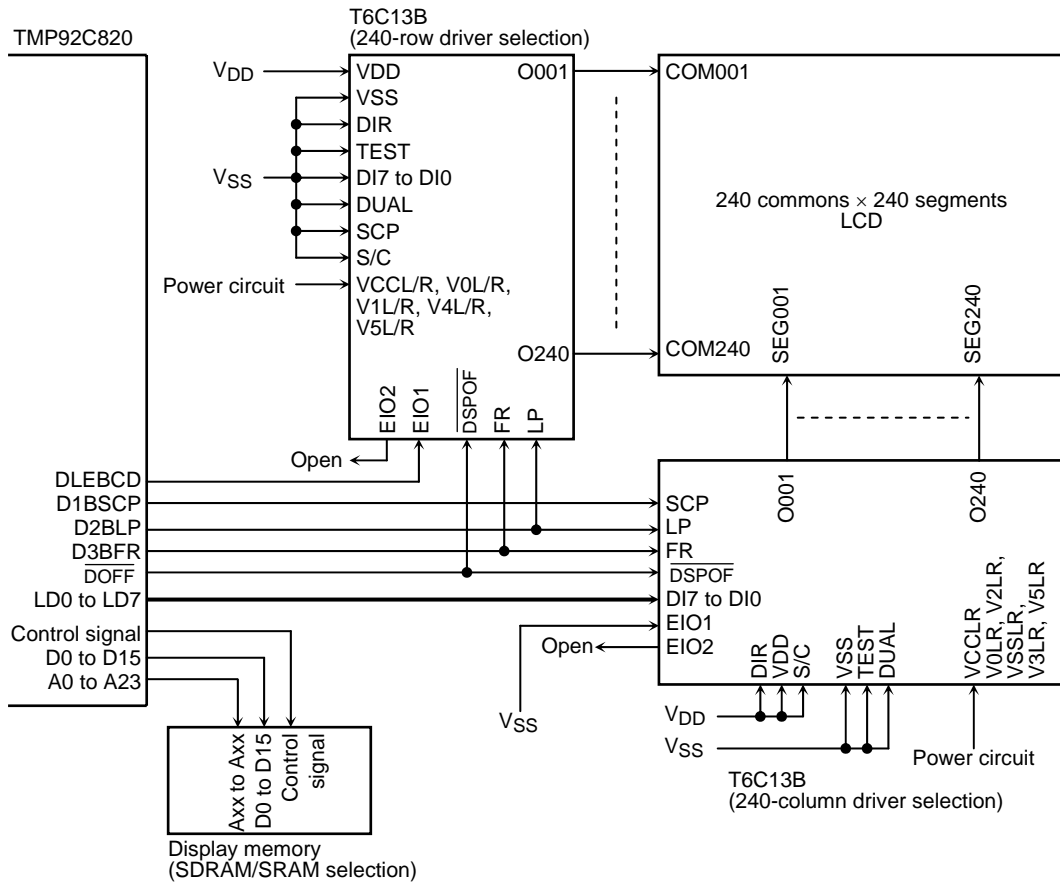 TMP92C820
T6C13B
(240-row driver selection)
VDD
VSS
VDD
VSS
DIR
TEST
DI7 to DI0
DUAL
SCP
S/C
Power circuit
VCCL/R, V0L/R,
V1L/R, V4L/R,
V5L/R
O001
O240
EIO2
EIO1
DSPOF
FR
LP
Open
COM001
COM240
240 commons × 240 segments
LCD
SEG001
SEG240
DLEBCD
D1BSCP
D2BLP
D3BFR
DOFF
LD0 to LD7
Control signal
D0 to D15
A0 to A23
O001
O240
SCP
LP
FR
DSPOF
DI7 to DI0
EIO1
EIO2
Open
VSS
DIR
VDD
S/C
VSS
TEST
DUAL
VCCLR
V0LR, V2LR,
VSSLR,
V3LR, V5LR
VDD
VSS
Power circuit
T6C13B
(240-column driver selection)
Axx to Axx
D0 to D15
Control
signal
Display memory
(SDRAM/SRAM selection)